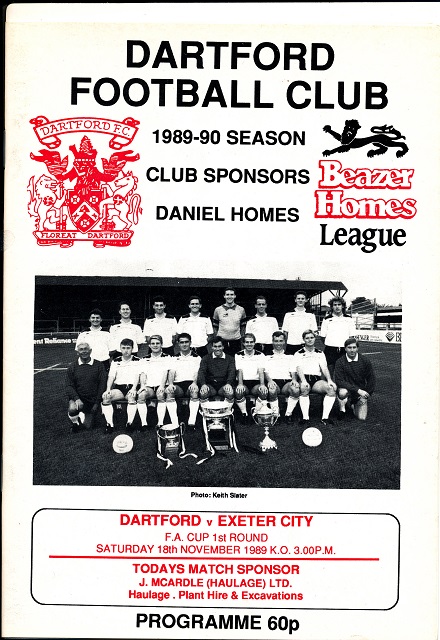 DARTFORD
FOOTBALL CLUB
DARTFORD F.C.
1989-90 SEASON
CLUB SPONSORS
DANIEL HOMES
FLOREAT DARTFORD
Beazer
Homes
League
Photo: Keith Slater
DARTFORD v EXETER CITY
F.A. CUP 1st ROUND
SATURDAY 18th NOVEMBER 1989 K.O. 3.00P.M.
TODAYS MATCH SPONSOR
J. MCARDLE (HAULAGE) LTD.
Haulage . Plant Hire & Excavations
PROGRAMME 60p